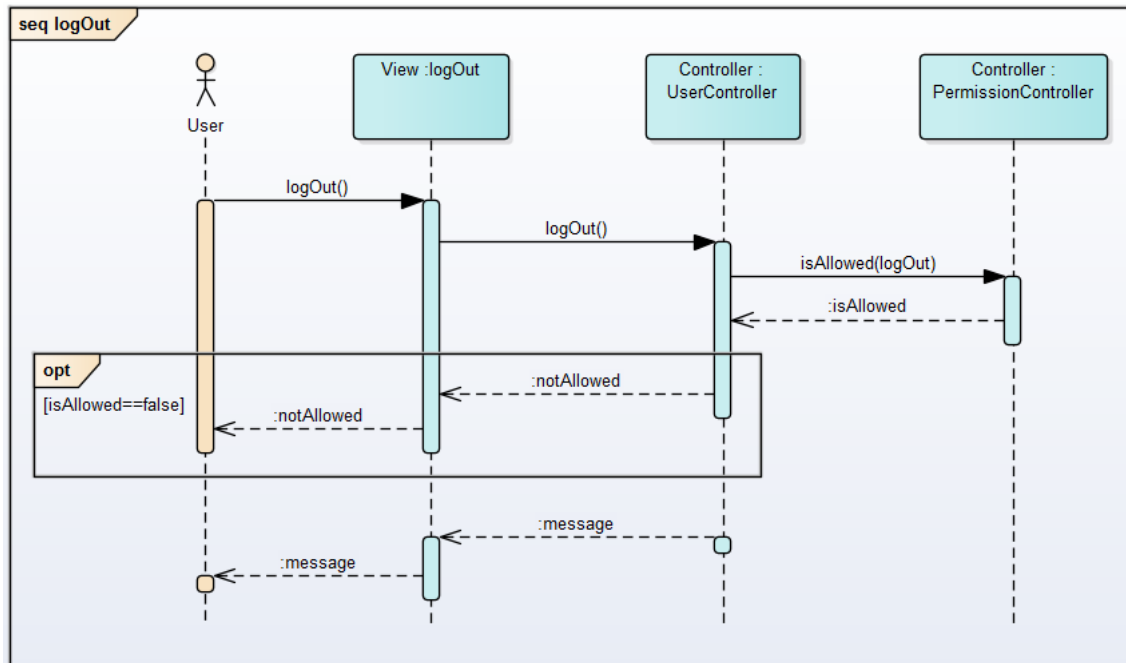 seq logOut
View :logOut
Controller :
UserController
Controller :
PermissionController
User
logOut()
logOut()
isAllowed(logOut)
:isAllowed
opt
[isAllowed==false]
:notAllowed
:notAllowed
:message
:message